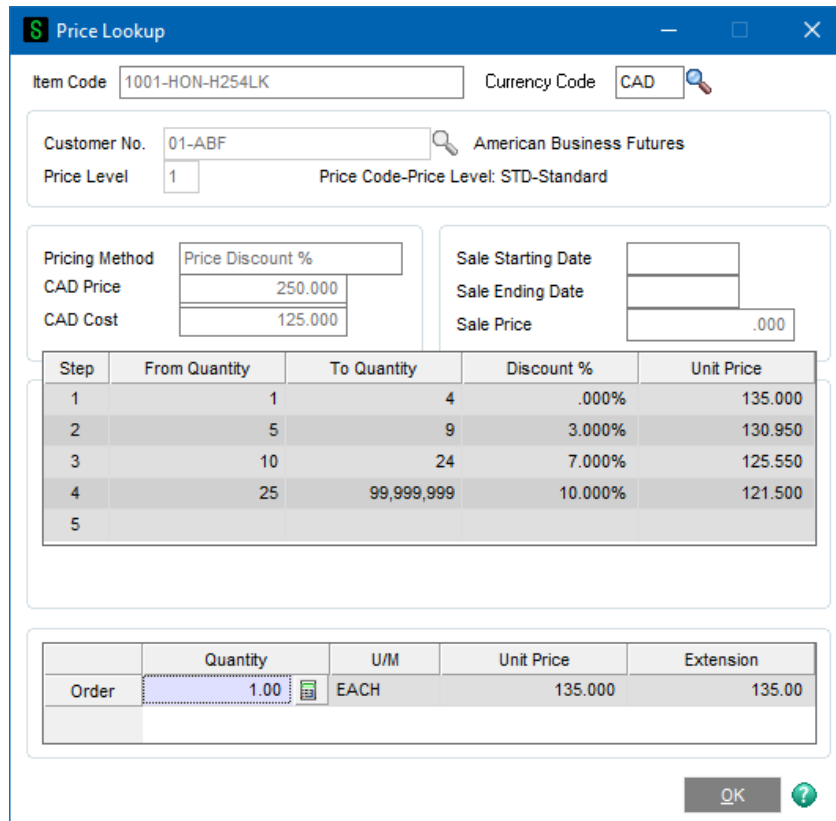 S Price Lookup
Item Code 1001-HON-H254LK Currency Code CAD
Customer No. 01-ABF American Business Futures
Price Level 1 Price Code-Price Level: STD-Standard
Pricing Method Price Discount %
CAD Price 250.000
CAD Cost 125.000
Sale Starting Date
Sale Ending Date
Sale Price .000
Step From Quantity To Quantity Discount % Unit Price
1 1 4 .000% 135.000
2 5 9 3.000% 130.950
3 10 24 7.000% 125.550
4 25 99,999,999 10.000% 121.500
5
Quantity U/M Unit Price Extension
Order 1.00 EACH 135.000 135.00
OK ?